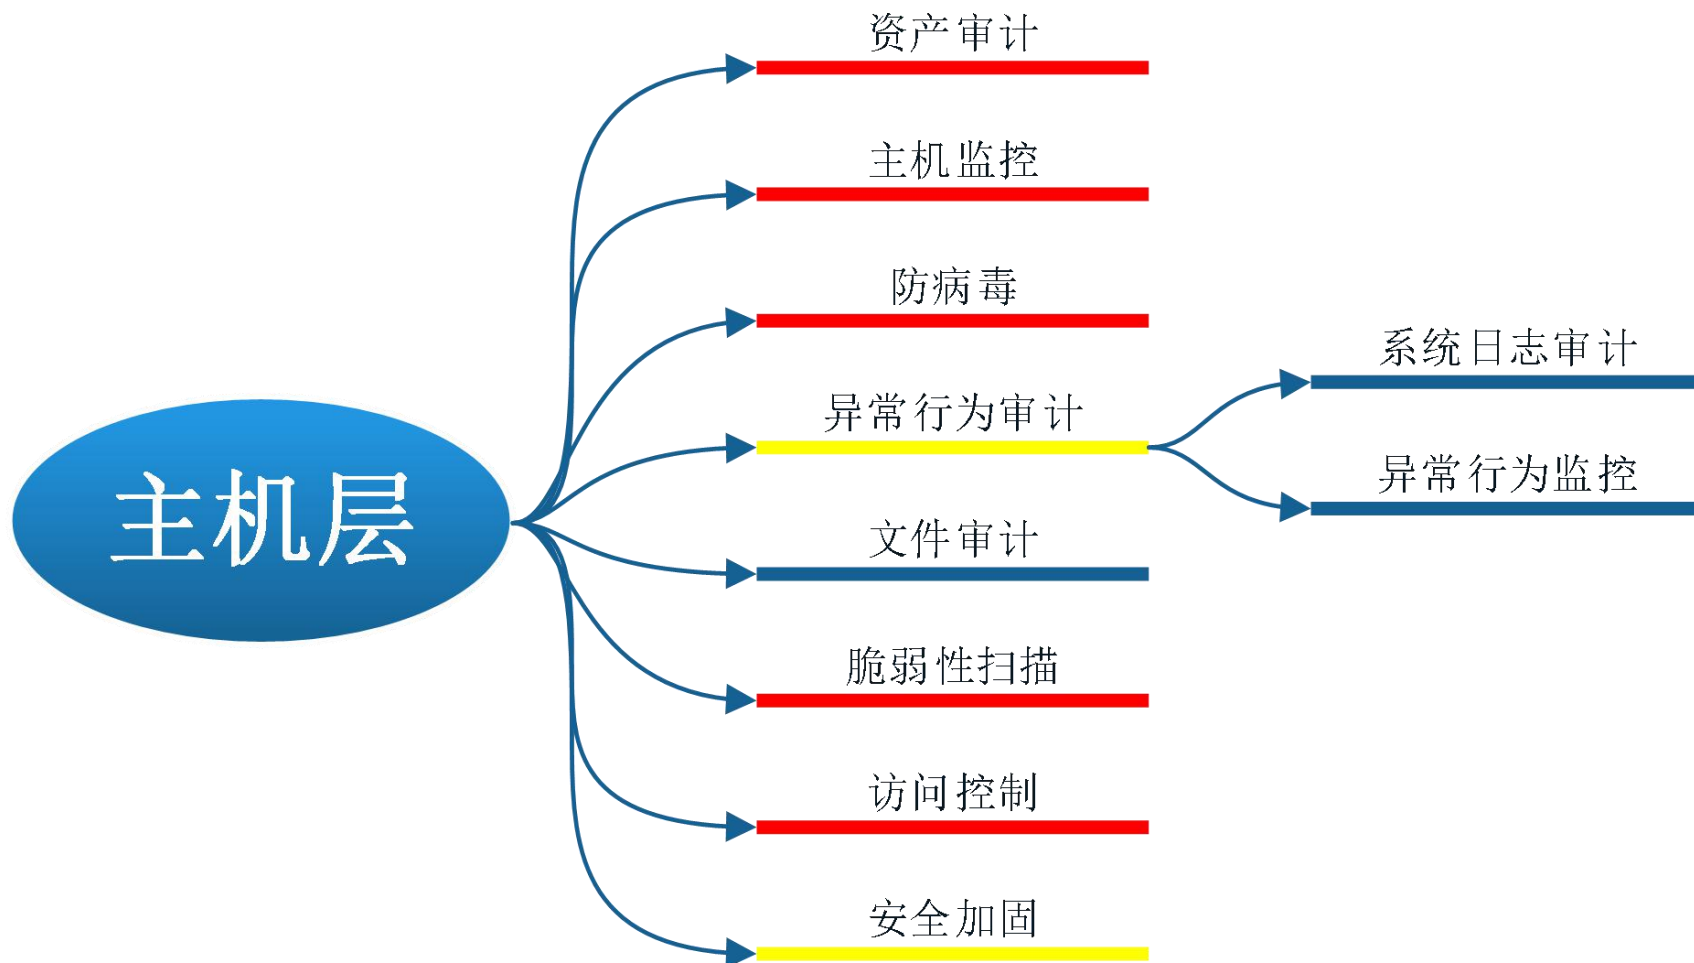 资产审计
主机监控
防病毒
系统日志审计
异常行为审计
异常行为监控
主机层
文件审计
脆弱性扫描
访问控制
安全加固